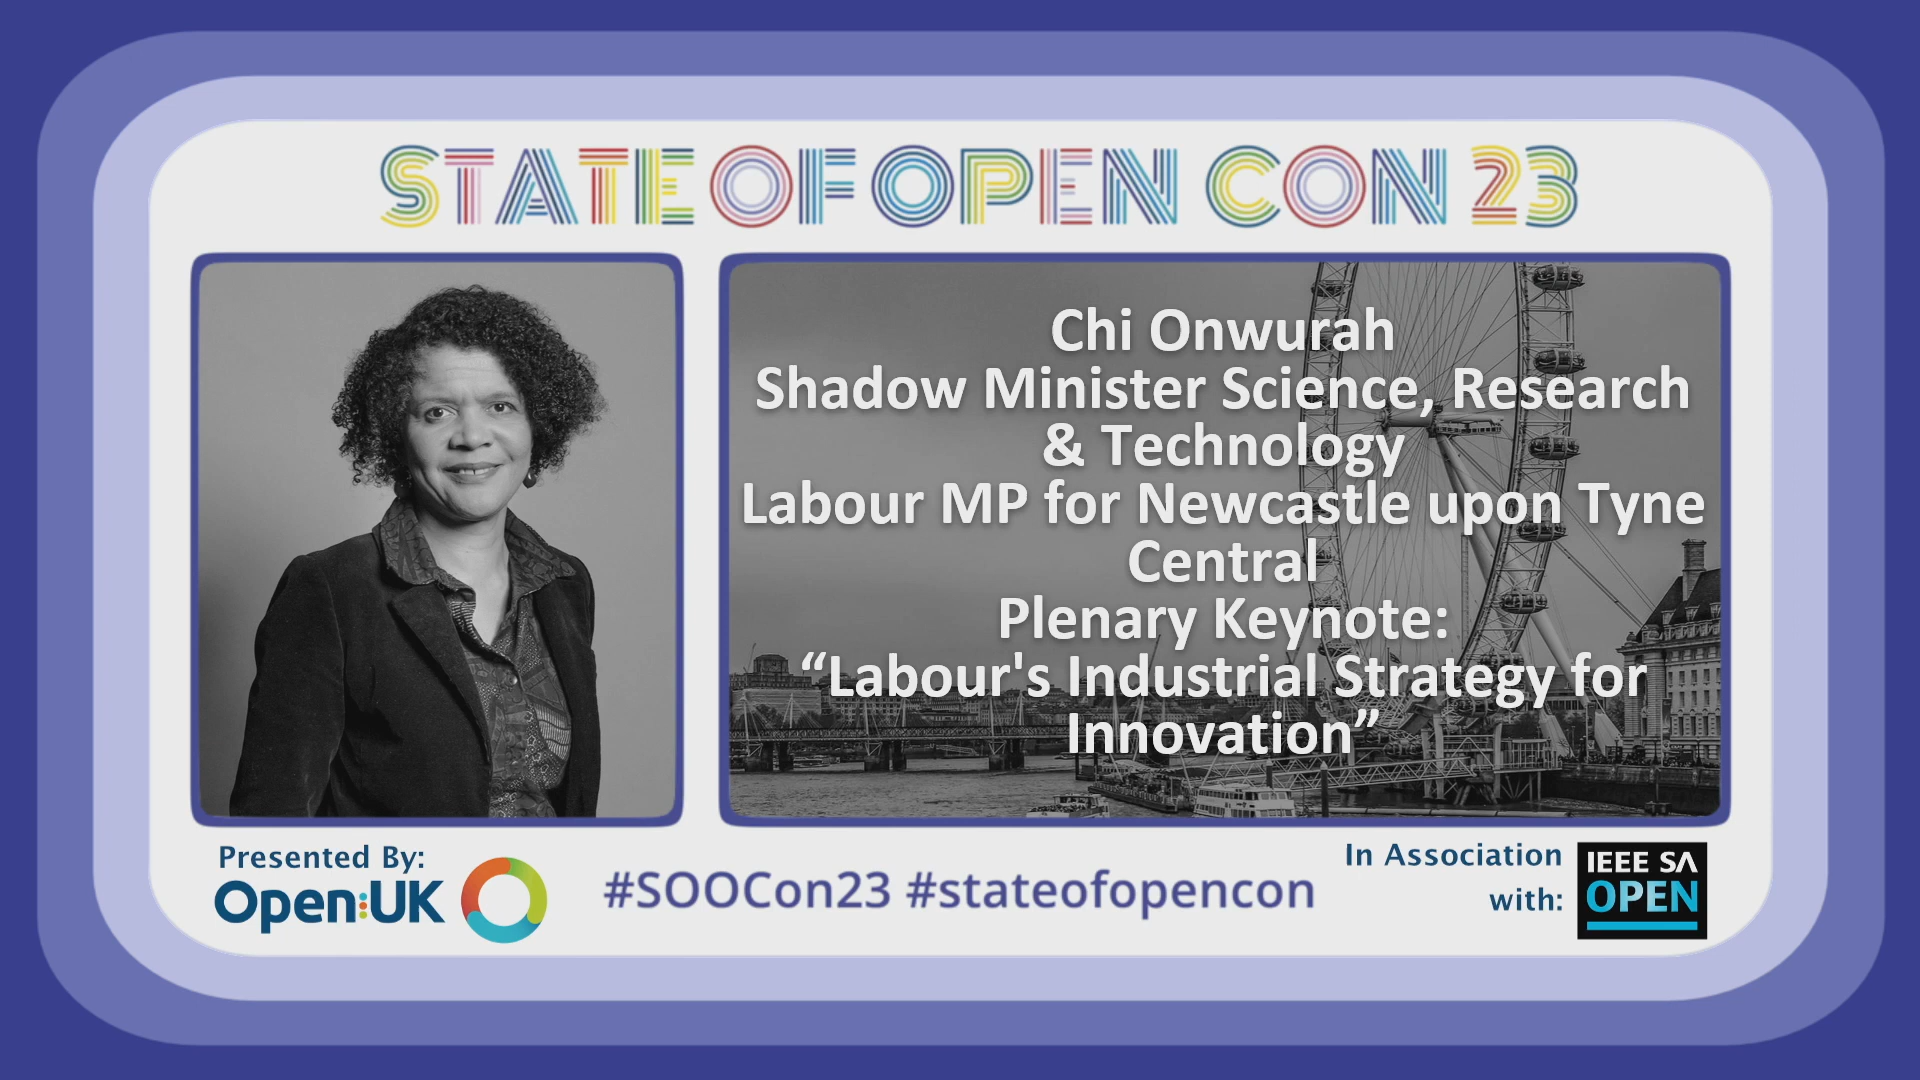 STATE OF OPEN CON 23
Chi Onwurah
Shadow Minister Science, Research
& Technology
Labour MP for Newcastle upon Tyne
Central
Plenary Keynote:
“Labour's Industrial Strategy for
Innovation”
Presented By:
Open:UK
#SOOCon23 #stateofopencon
In Association
with:
IEEE SA
OPEN